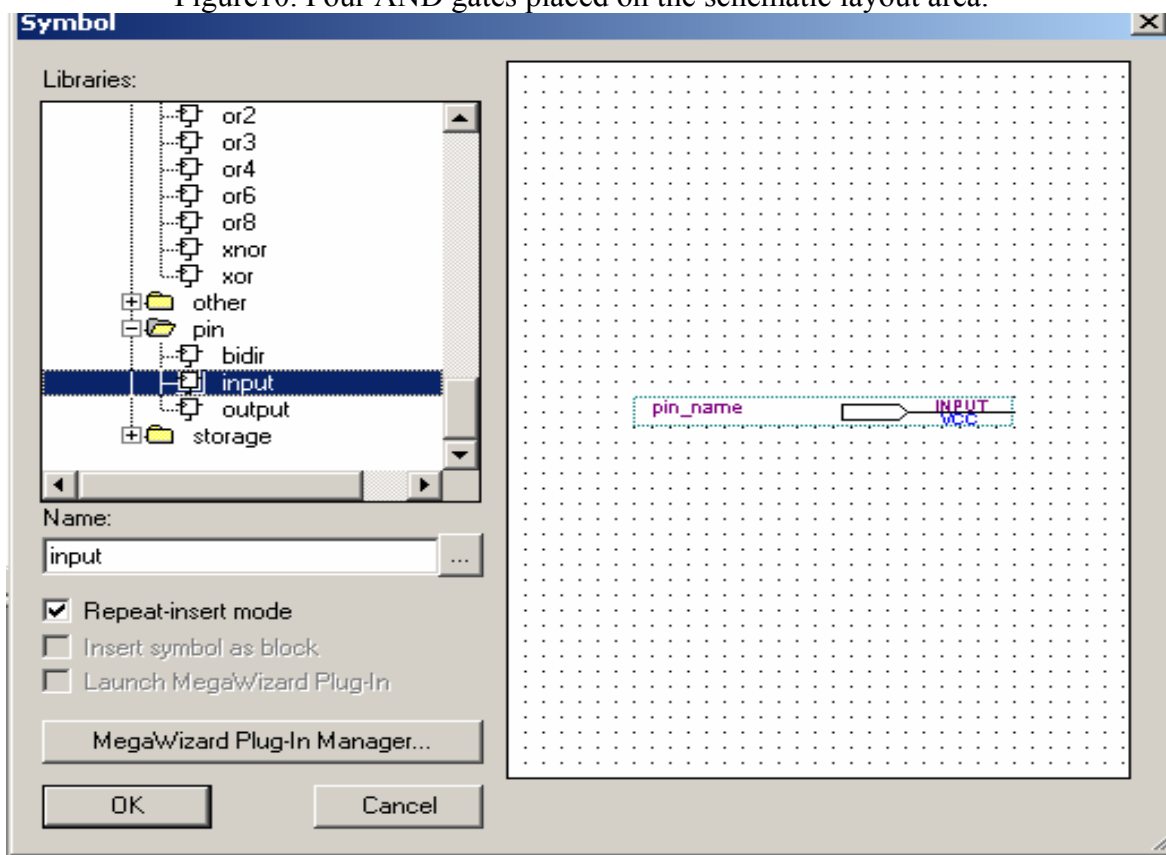 Figure10: Four AND gates placed on the schematic layout area.
Symbol
Libraries:
or2
or3
or4
or6
or8
xnor
xor
other
pin
bidir
input
output
storage
Name:
input
...
Repeat-insert mode
Insert symbol as block
Launch MegaWizard Plug-In
MegaWizard Plug-In Manager...
OK
Cancel
pin_name
INPUT
VCC